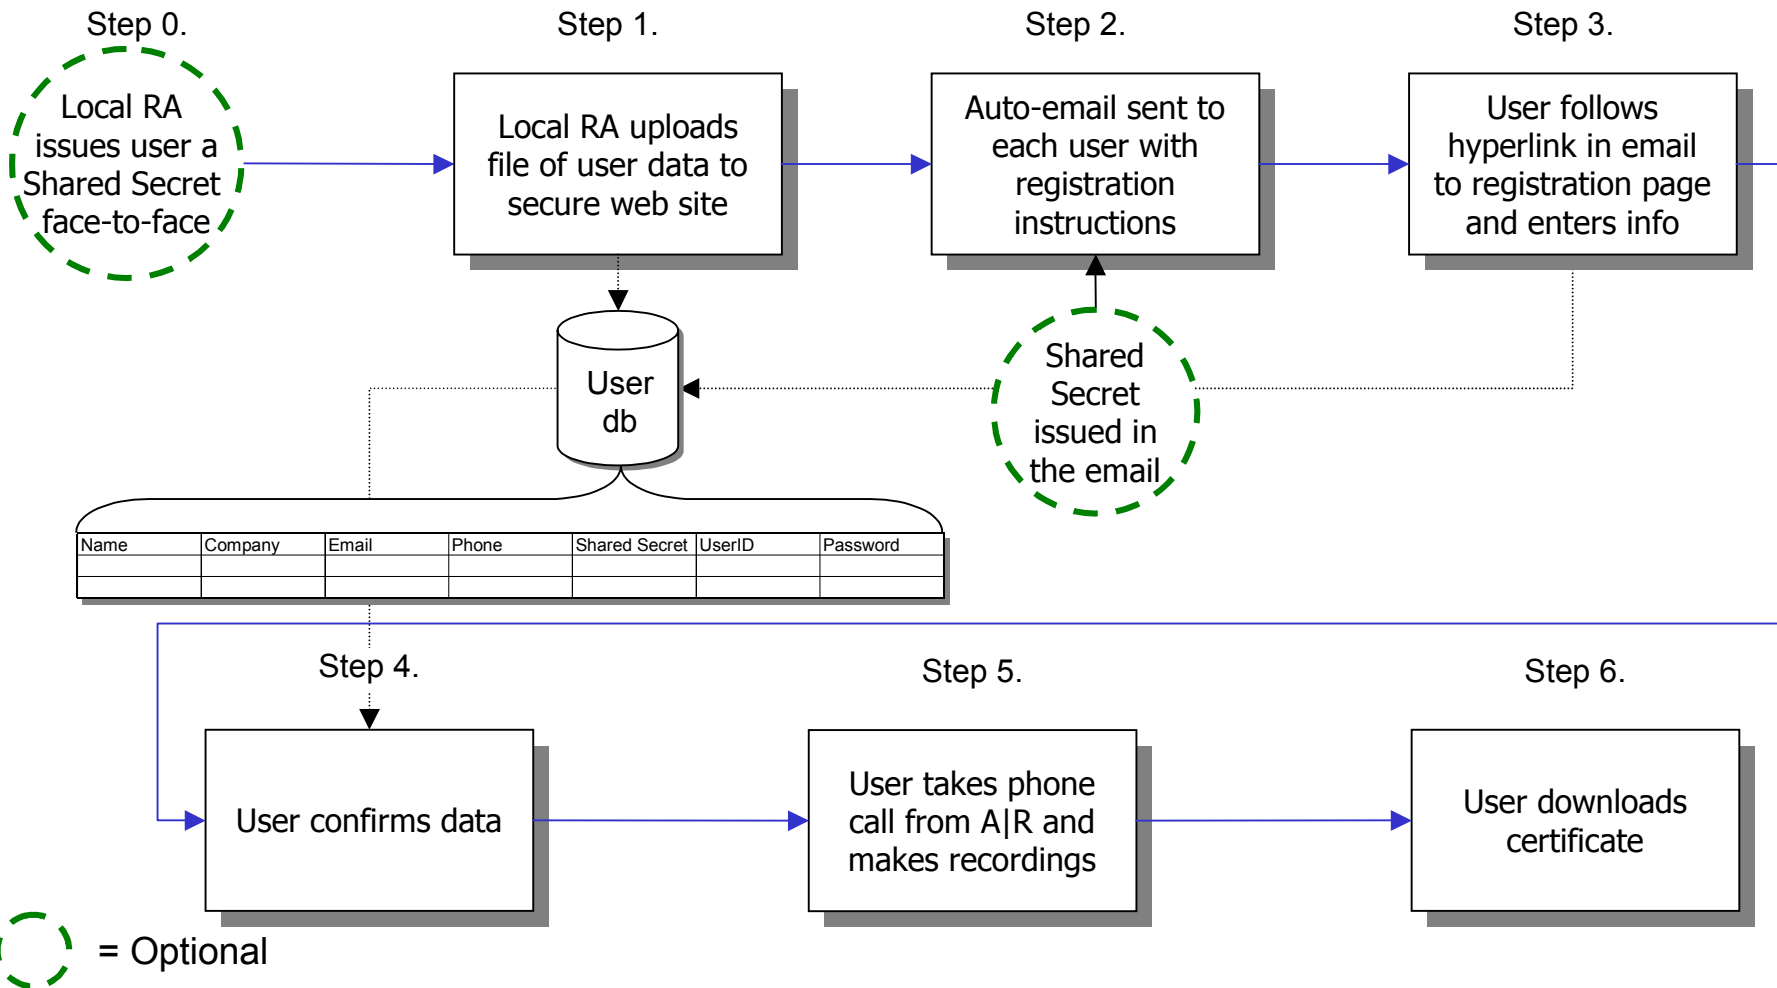 Step 0.
Step 1.
Step 2.
Step 3.
Local RA
issues user a
Shared Secret
face-to-face
Local RA uploads
file of user data to
secure web site
Auto-email sent to
each user with
registration
instructions
User follows
hyperlink in email
to registration page
and enters info
User
db
Shared
Secret
issued in
the email
Name Company Email Phone Shared Secret UserID Password
Step 4.
Step 5.
Step 6.
User confirms data
User takes phone
call from A|R and
makes recordings
User downloads
certificate
= Optional